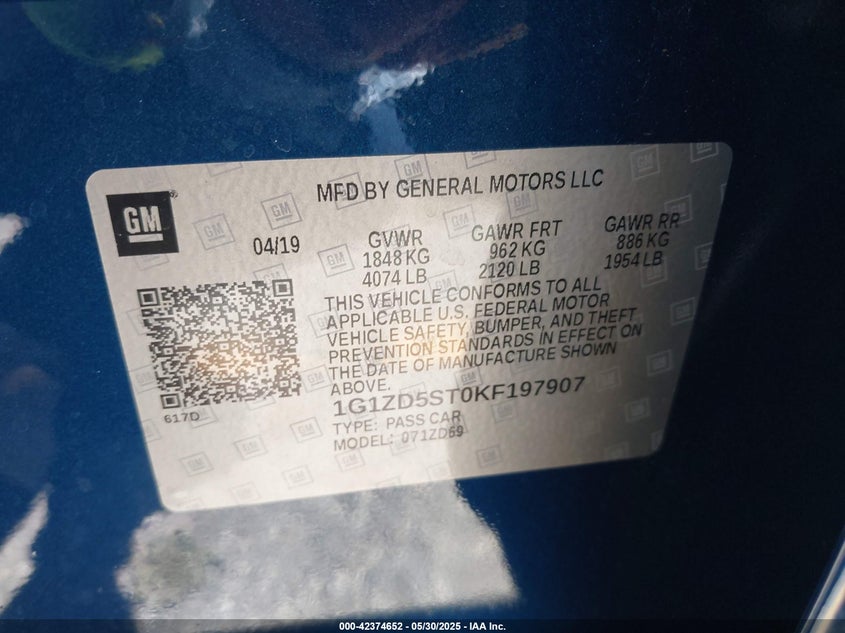 GM
MFD BY GENERAL MOTORS LLC
04/19
GVWR
1848 KG
4074 LB
GAWR FRT
962 KG
2120 LB
GAWR RR
886 KG
1954 LB
THIS VEHICLE CONFORMS TO ALL
APPLICABLE U.S. FEDERAL MOTOR
VEHICLE SAFETY, BUMPER, AND THEFT
PREVENTION STANDARDS IN EFFECT ON
THE DATE OF MANUFACTURE SHOWN
ABOVE.
1G1ZD5ST0KF197907
TYPE: PASS CAR
MODEL: 071ZD69
617D
000-42374652 - 05/30/2025 - IAA Inc.